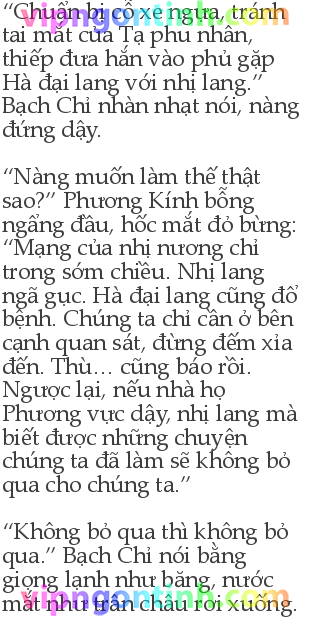 “Chuẩn bị cỗ xe ngựa, tránh
tai mắt của Tạ phu nhân,
thiếp đưa hắn vào phủ gặp
Hà đại lang với nhị lang.”
Bạch Chỉ nhàn nhạt nói, nàng
đứng dậy.

“Nàng muốn làm thế thật
sao?” Phương Kính bỗng
ngẩng đầu, hốc mắt đỏ bừng:
“Mạng của nhị nương chỉ
trong sớm chiều. Nhị lang
ngã gục. Hà đại lang cũng đổ
bệnh. Chúng ta chỉ cần ở bên
cạnh quan sát, đừng đếm xỉa
đến. Thù... cũng báo rồi.
Ngược lại, nếu nhà họ
Phương vực dậy, nhị lang mà
biết được những chuyện
chúng ta đã làm sẽ không bỏ
qua cho chúng ta.”

“Không bỏ qua thì không bỏ
qua.” Bạch Chỉ nói bằng
giọng lạnh như băng, nước
mắt như trân châu rơi xuống.
vipngontinh.com
vipngontinh.com